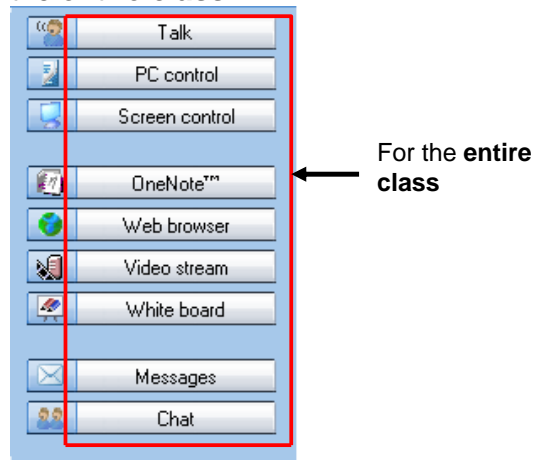 Talk
PC control
Screen control
For the entire
class
OneNote™
Web browser
Video stream
White board
Messages
Chat